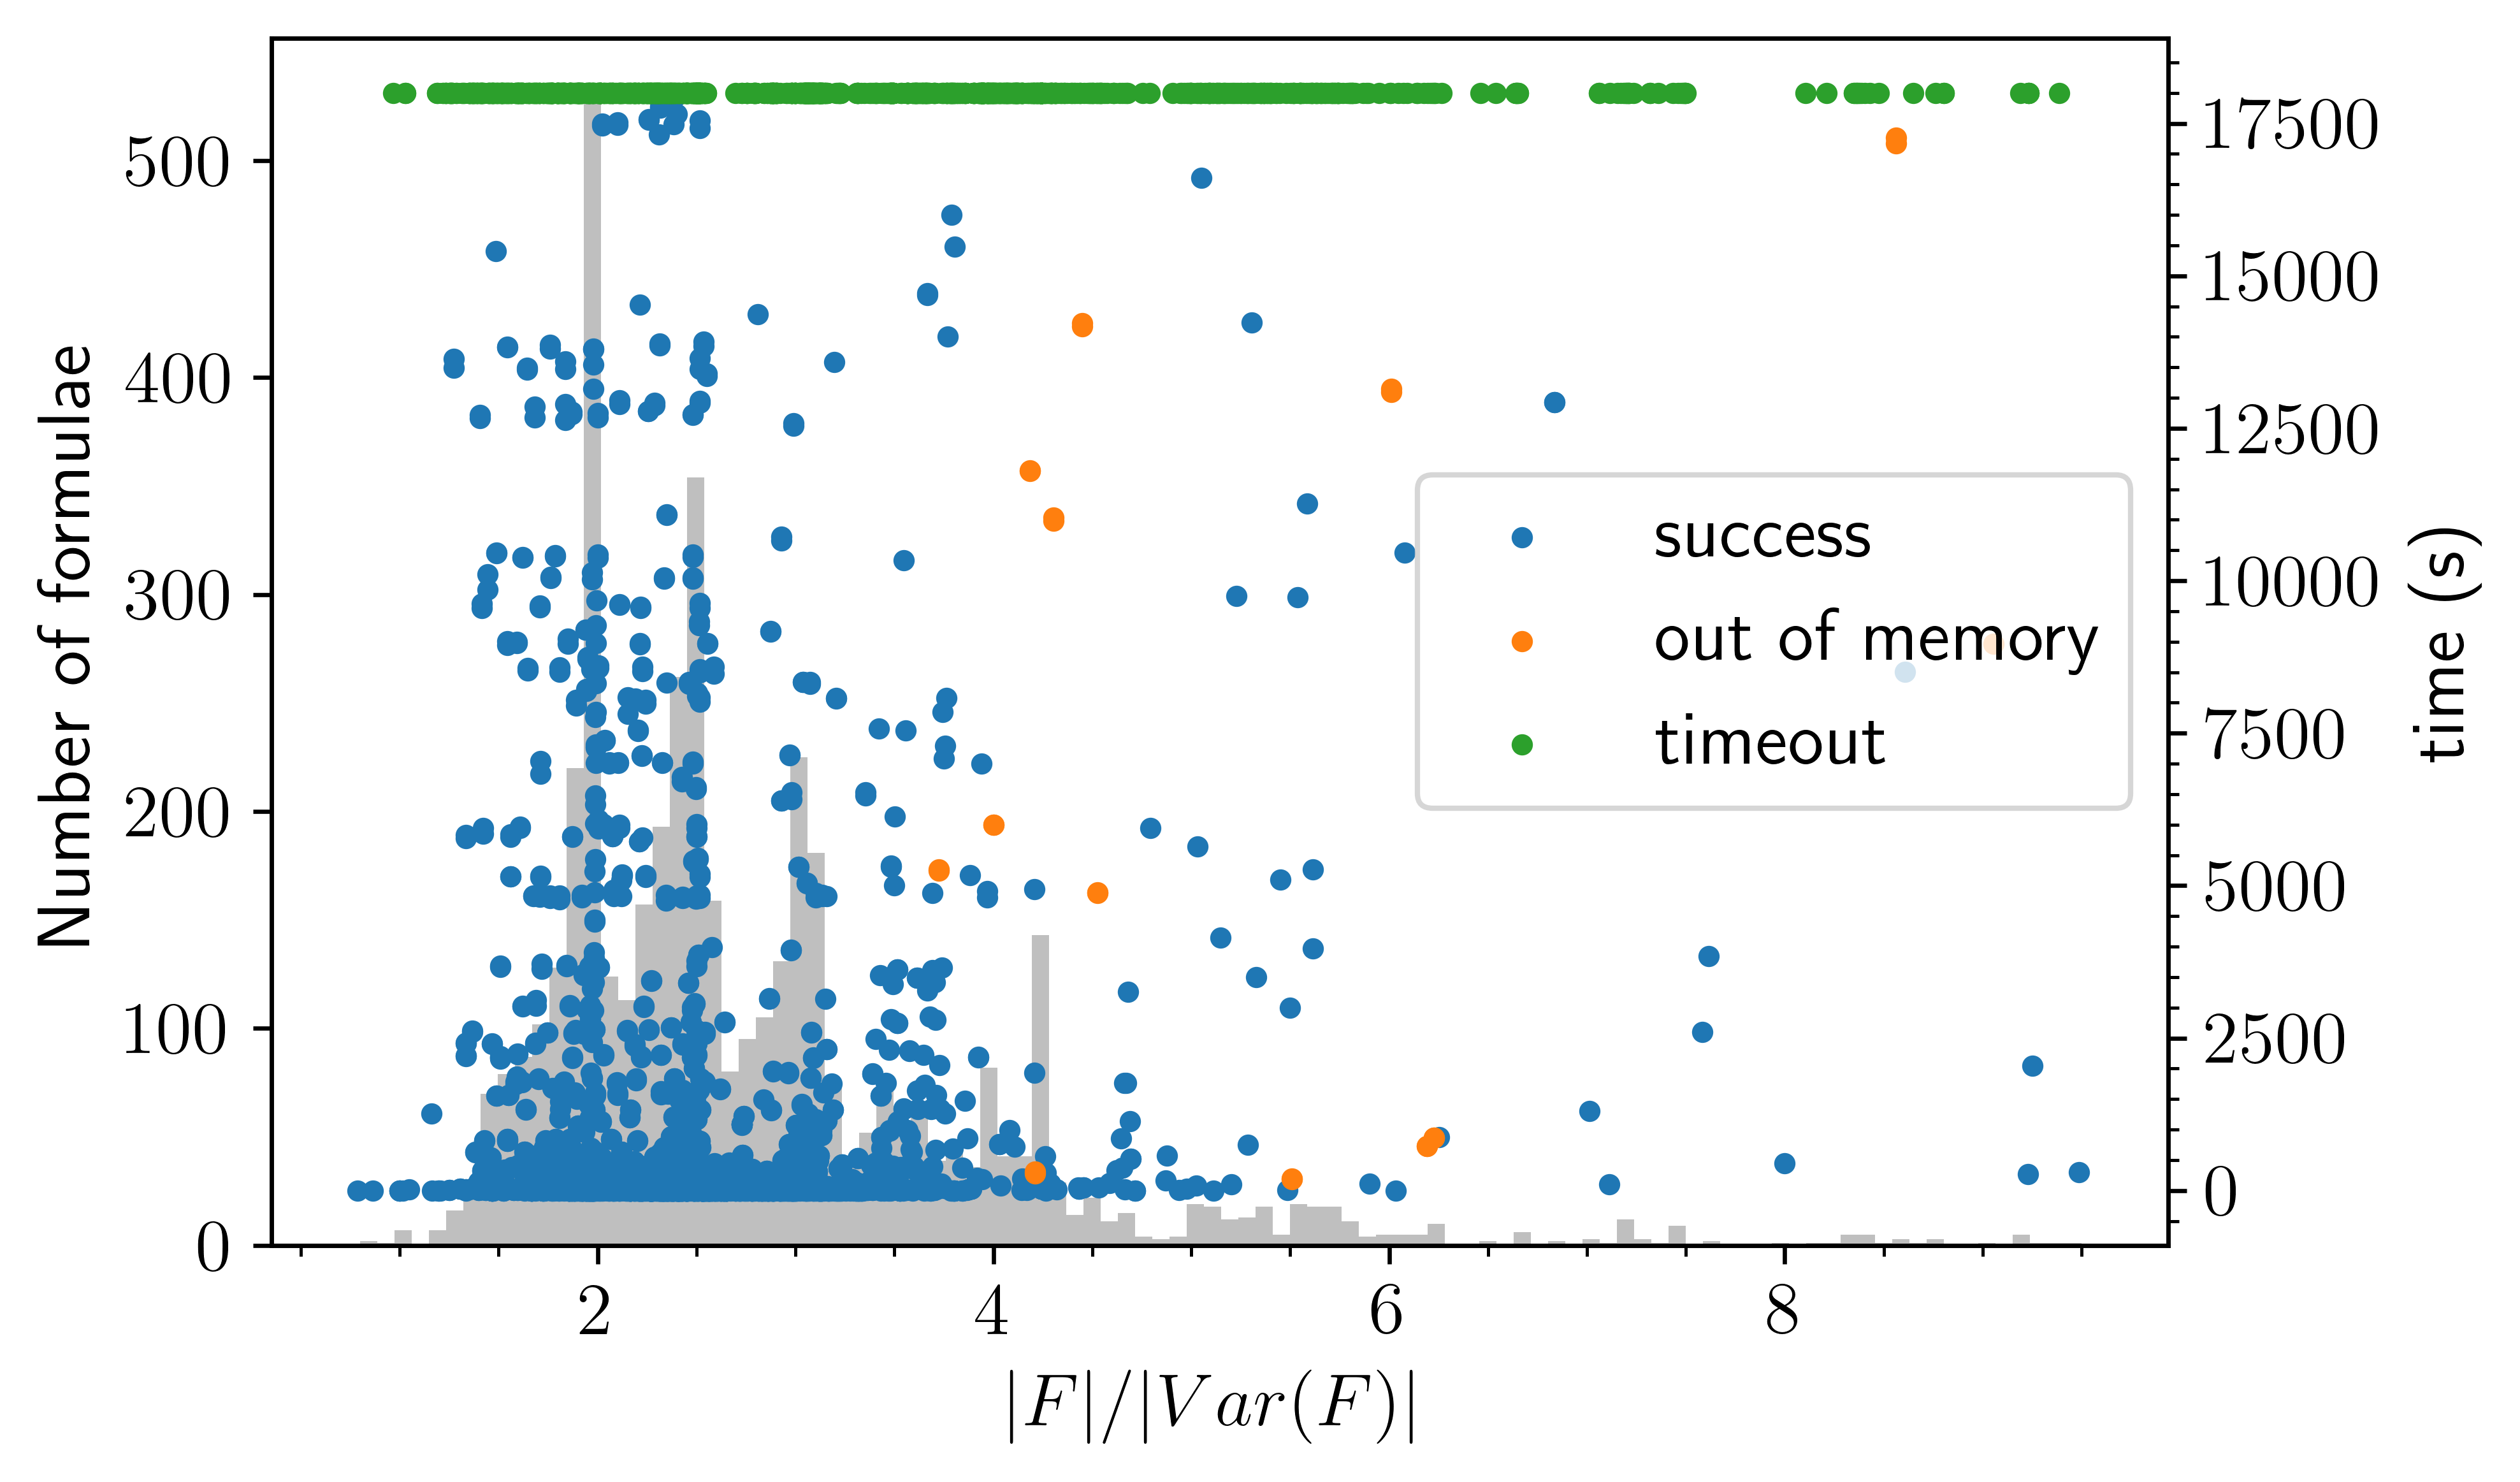 Number of formulae
500
400
300
200
100
0
2 4 6 8
|F|/|Var(F)|
17500
15000
12500
10000
7500
5000
2500
0
time (s)
success
out of memory
timeout